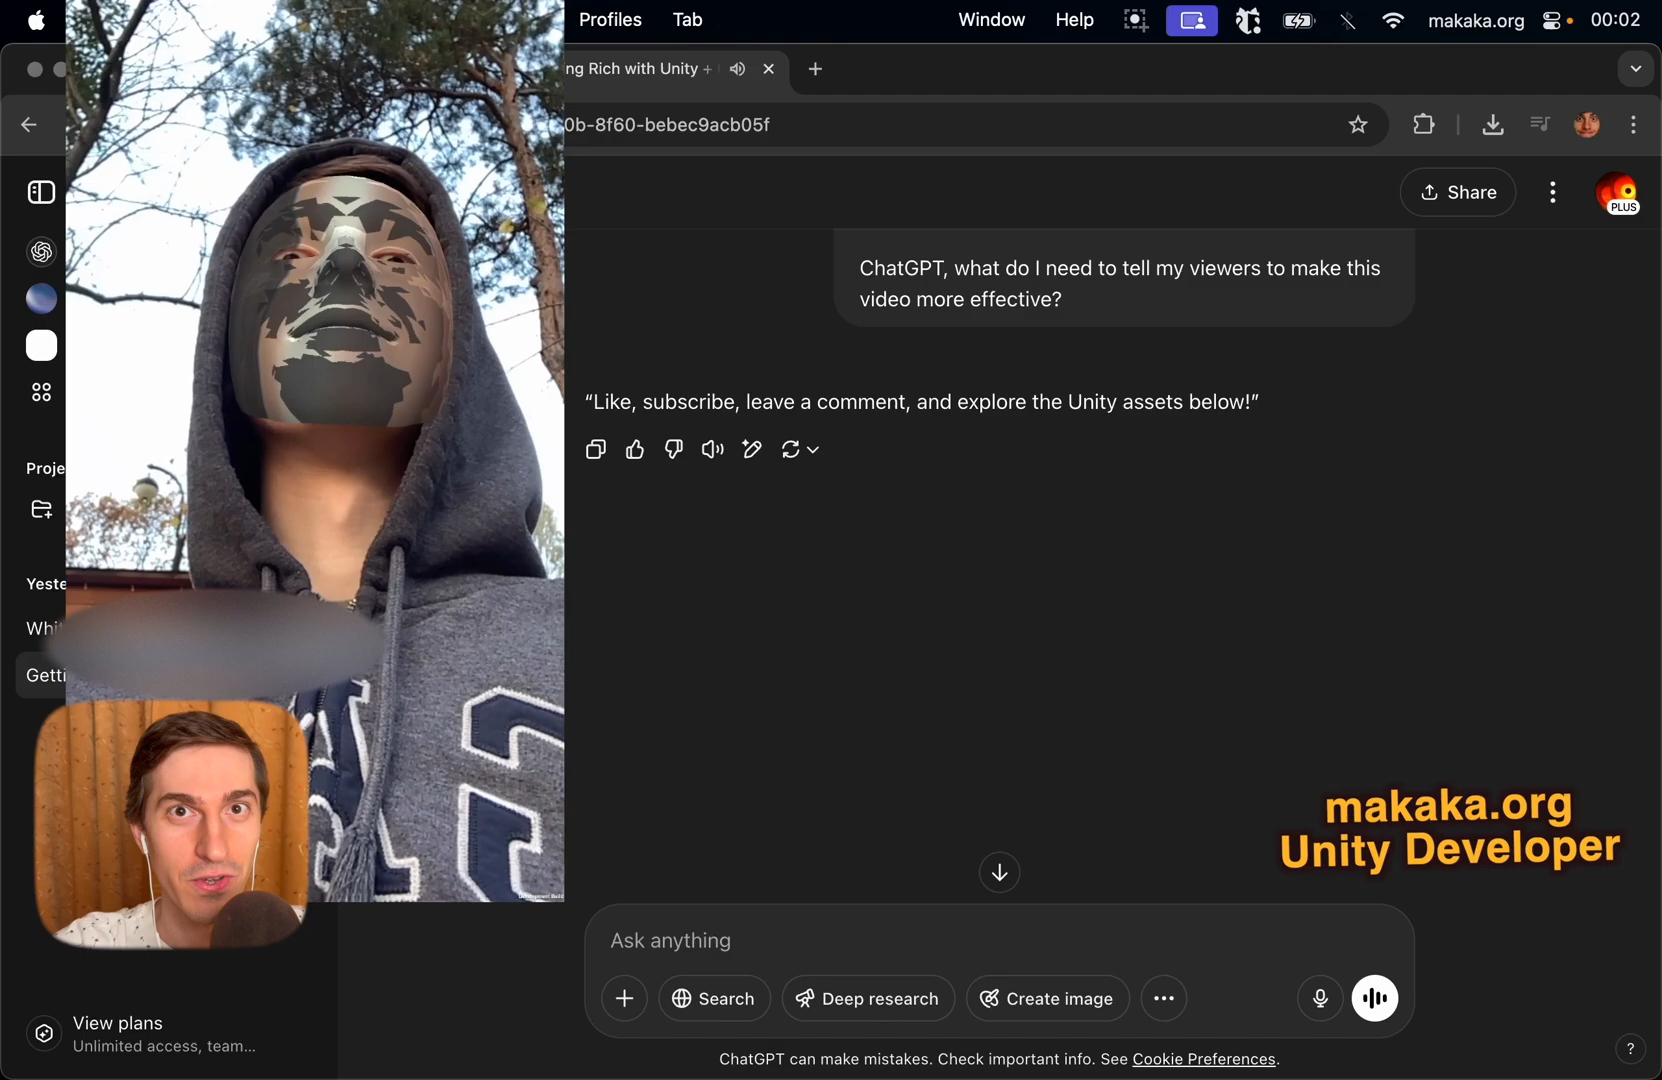 Profiles Tab Window Help makaka.org 00:02
ng Rich with Unity +
0b-8f60-bebec9acb05f
Share
PLUS
ChatGPT, what do I need to tell my viewers to make this
video more effective?
“Like, subscribe, leave a comment, and explore the Unity assets below!”
Proje
Yeste
Whi
Getti
Development Build
makaka.org
Unity Developer
Ask anything
Search Deep research Create image
View plans
Unlimited access, team...
ChatGPT can make mistakes. Check important info. See Cookie Preferences.
?